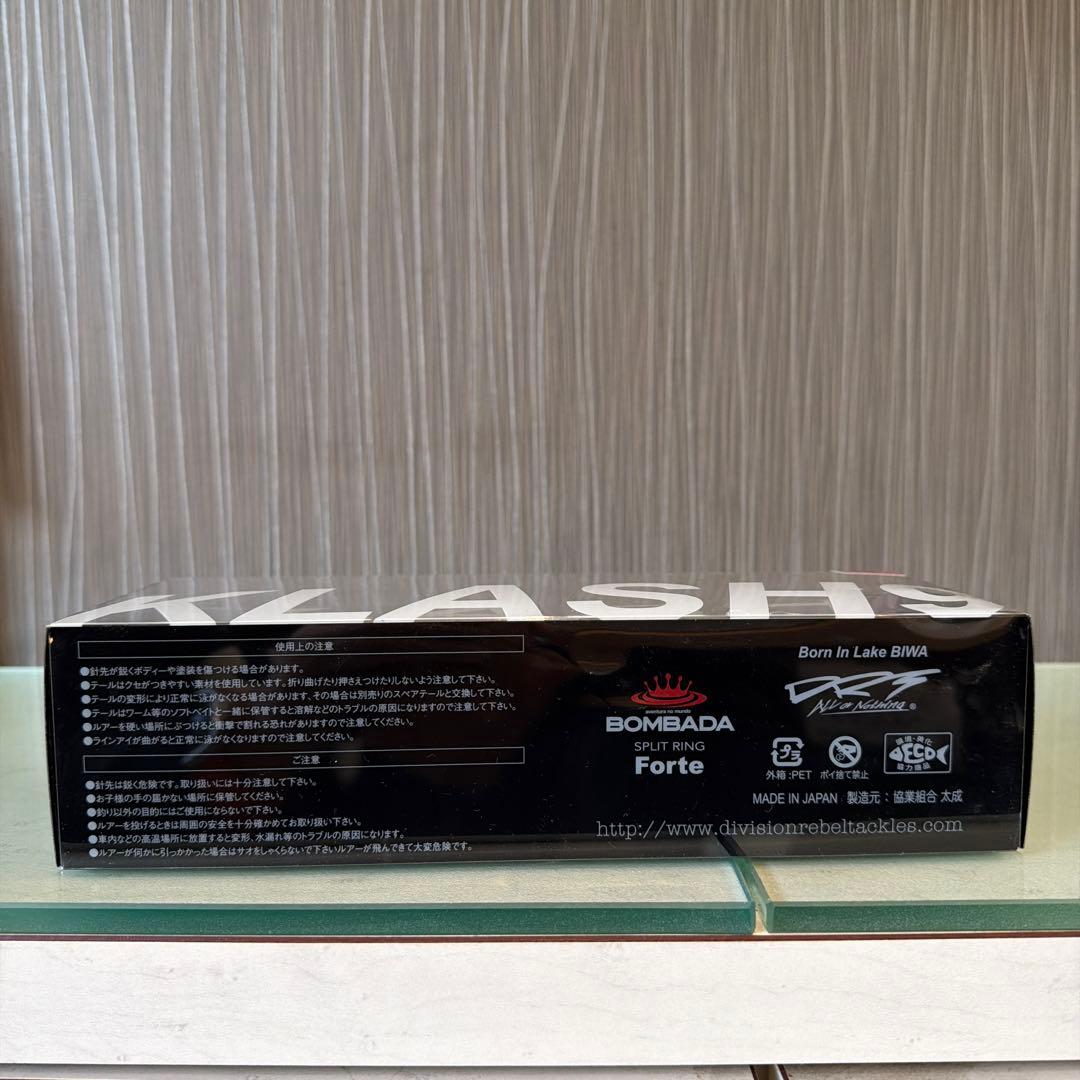 KLASH9
使用上の注意
●針先が鋭くボディーや塗装を傷つける場合があります。
●テールはクセがつきやすい素材を使用しています。折り曲げたり押さえつけたりしないよう注意して下さい。
●テールの変形により正常に泳がなくなる場合があります、その場合は別売りのスペアテールと交換して下さい。
●テールはワーム等のソフトベイトと一緒に保管すると溶解などのトラブルの原因になりますので注意して下さい。
●ルアーを硬い場所にぶつけると衝撃で割れる恐れがありますので注意してください。
●ラインアイが曲がると正常に泳がなくなりますので注意してください。
ご注意
●針先は鋭く危険です。取り扱いには十分注意して下さい。
●お子様の手の届かない場所に保管してください。
●釣り以外の目的にはご使用にならないで下さい。
●ルアーを投げるときは周囲の安全を十分確かめてお取り扱い下さい。
●車内などの高温場所に放置すると変形、水漏れ等のトラブルの原因になります。
●ルアーが何かに引っかかった場合はサオをしゃくらないで下さいルアーが飛んできて大変危険です。
aventura no mundo
BOMBADA
SPLIT RING
Forte
Born In Lake BIWA
DRT
ALL OR NOTHING ®
プラ
外箱:PET
ポイ捨て禁止
環境・美化
ECO
協力商品
MADE IN JAPAN 製造元：協業組合 太成
http://www.divisionrebeltackles.com